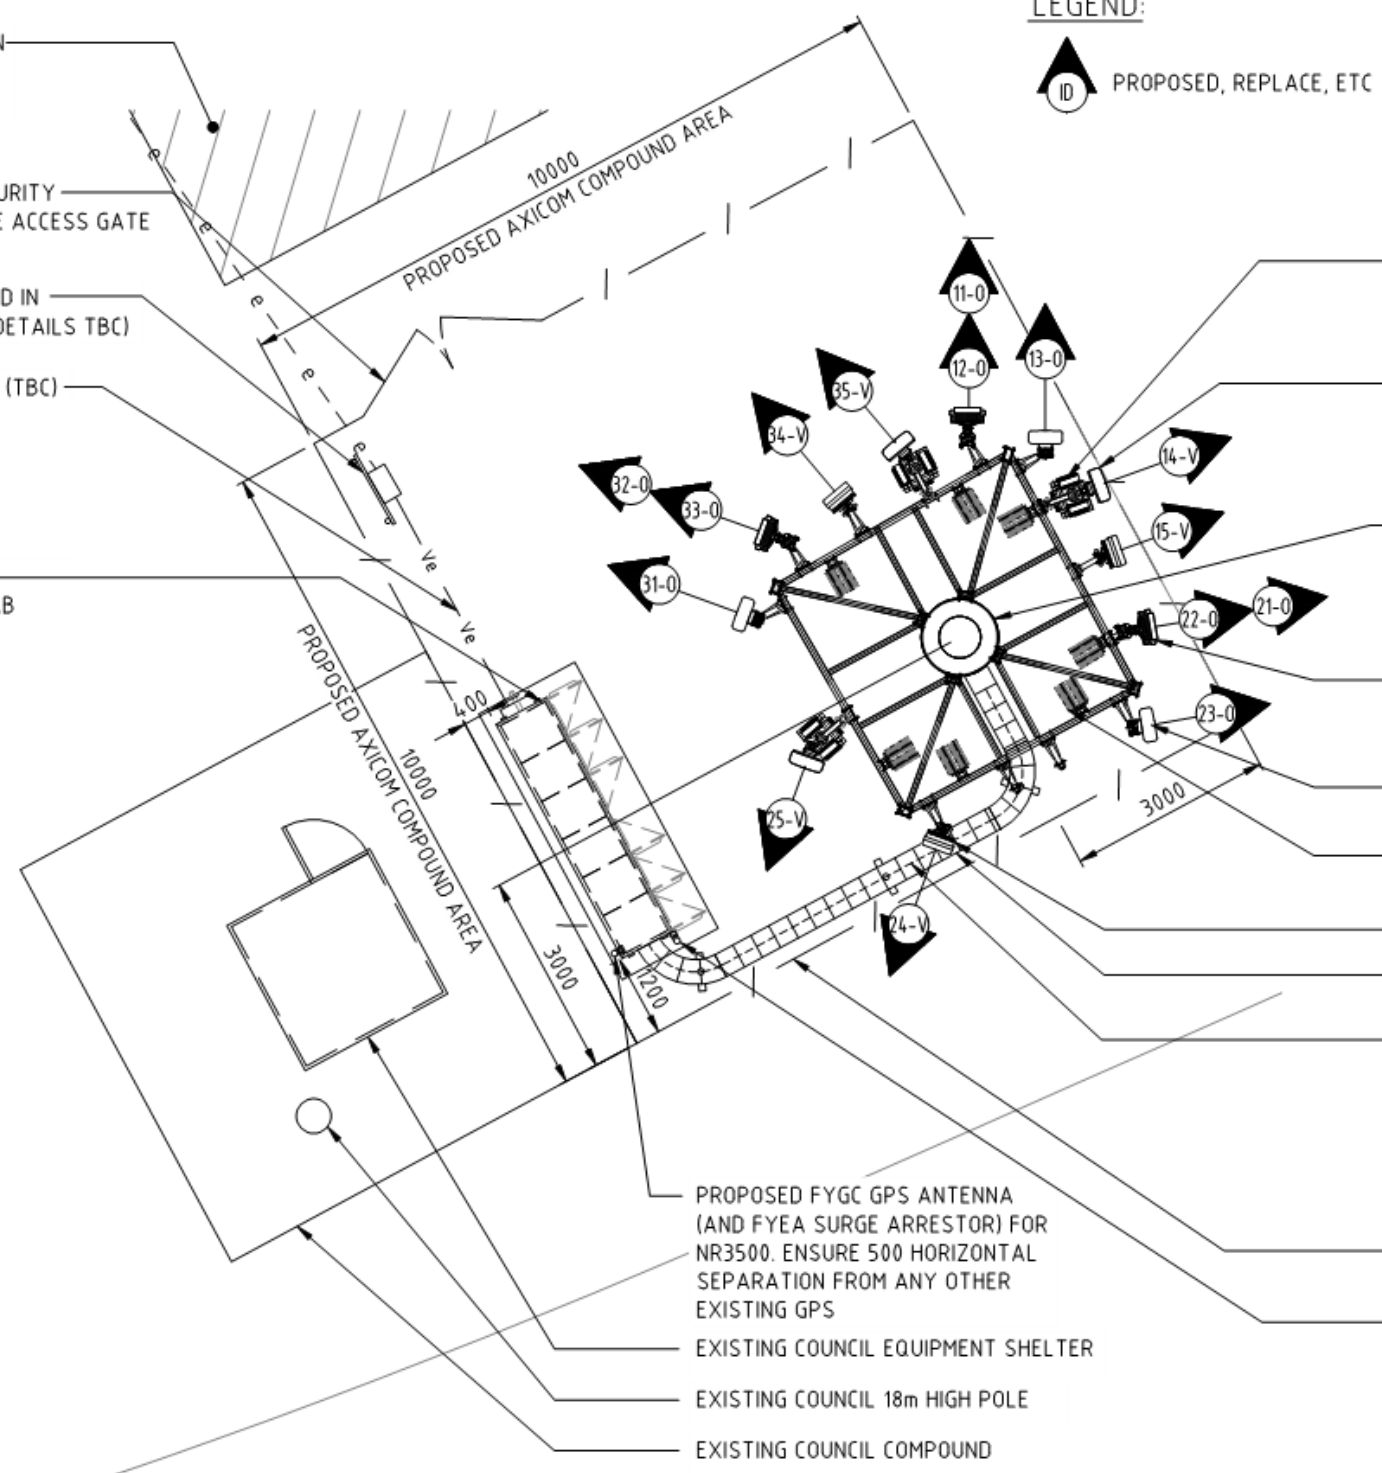 LEGEND:
ID
PROPOSED, REPLACE, ETC
N
URITY
E ACCESS GATE
D IN
DETAILS TBC)
(TBC)
B
10000
PROPOSED AXICOM COMPOUND AREA
e
e
e
e
Ve
Ve
11-O
12-O
13-O
35-V
34-V
14-V
32-O
33-O
15-V
31-O
22-O
21-O
23-O
25-V
24-V
3000
400
PROPOSED AXICOM COMPOUND AREA
10000
3000
1200
PROPOSED FYGC GPS ANTENNA
(AND FYEA SURGE ARRESTOR) FOR
NR3500. ENSURE 500 HORIZONTAL
SEPARATION FROM ANY OTHER
EXISTING GPS
EXISTING COUNCIL EQUIPMENT SHELTER
EXISTING COUNCIL 18m HIGH POLE
EXISTING COUNCIL COMPOUND